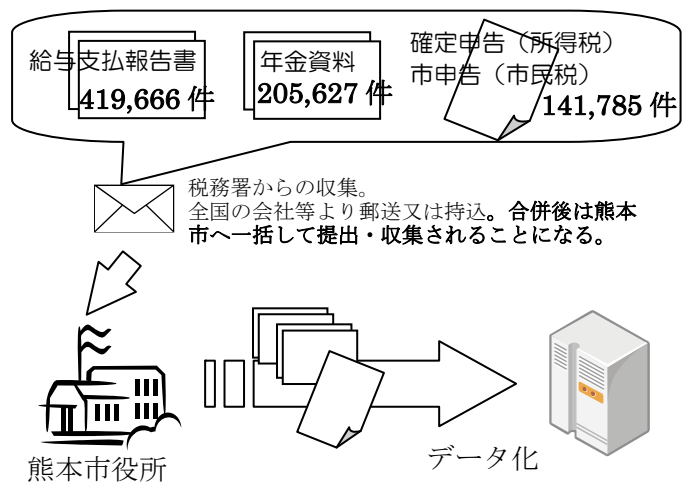 給与支払報告書
419,666 件
年金資料
205,627 件
確定申告（所得税）
市申告（市民税）
141,785 件
税務署からの収集。
全国の会社等より郵送又は持込。合併後は熊本
市へ一括して提出・収集されることになる。
熊本市役所
データ化